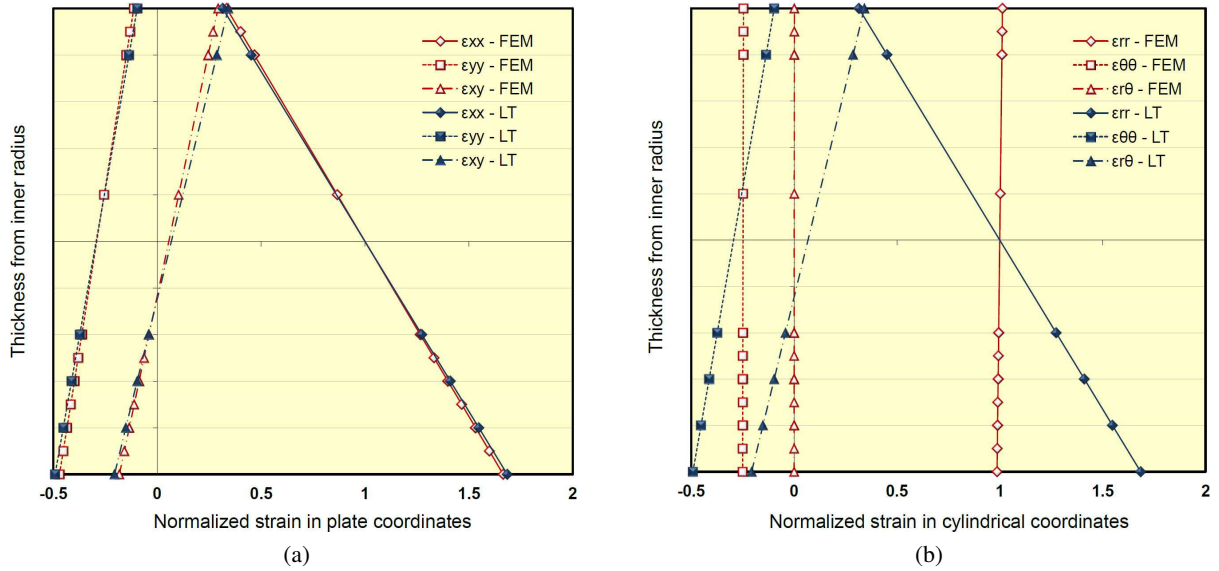 Thickness from inner radius
εxx - FEM
εyy - FEM
εxy - FEM
εxx - LT
εyy - LT
εxy - LT
-0.5 0 0.5 1 1.5 2
Normalized strain in plate coordinates
(a)
Thickness from inner radius
εrr - FEM
εθθ - FEM
εrθ - FEM
εrr - LT
εθθ - LT
εrθ - LT
-0.5 0 0.5 1 1.5 2
Normalized strain in cylindrical coordinates
(b)